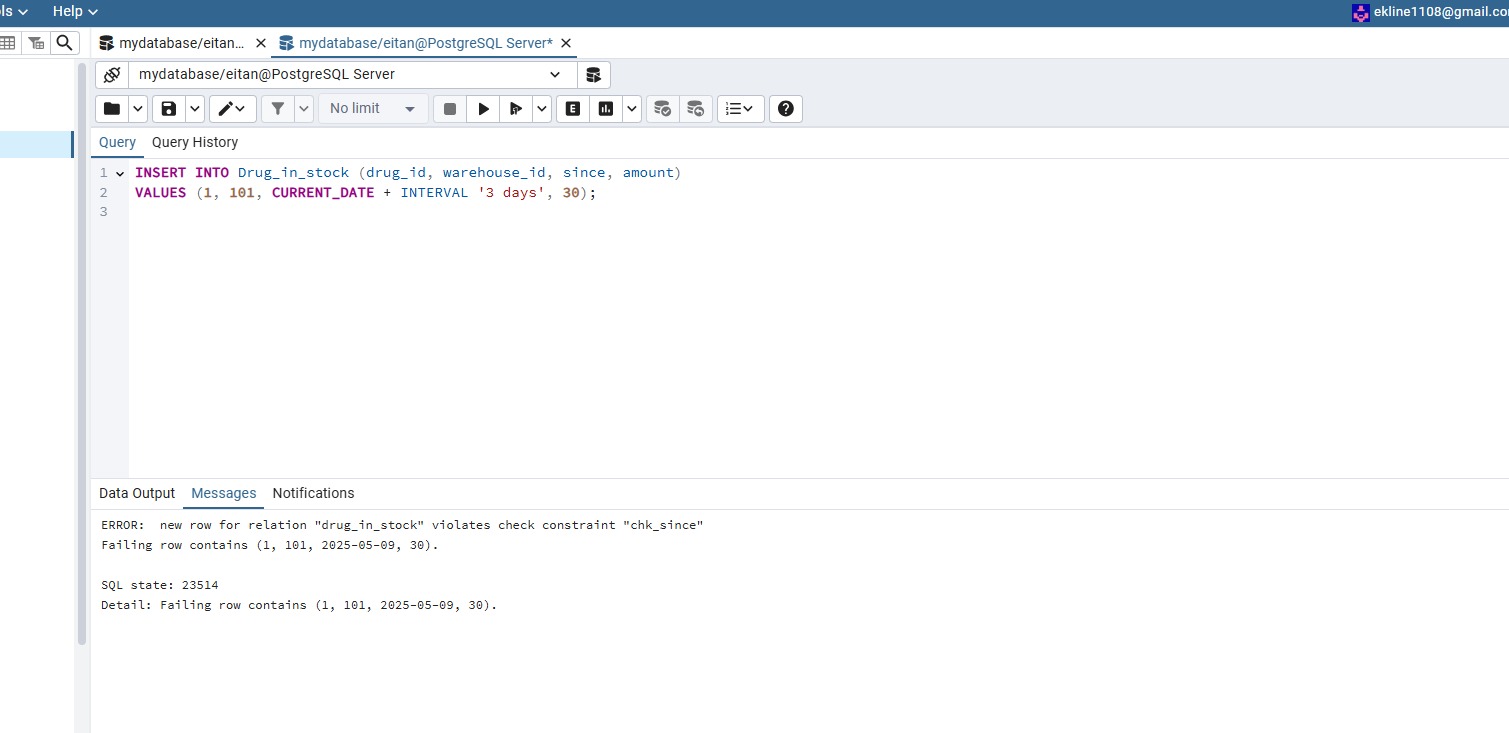 ls Help ekline1108@gmail.co
mydatabase/eitan... mydatabase/eitan@PostgreSQL Server*
mydatabase/eitan@PostgreSQL Server
No limit E
Query Query History
1 INSERT INTO Drug_in_stock (drug_id, warehouse_id, since, amount)
2 VALUES (1, 101, CURRENT_DATE + INTERVAL '3 days', 30);
3
Data Output Messages Notifications
ERROR: new row for relation "drug_in_stock" violates check constraint "chk_since"
Failing row contains (1, 101, 2025-05-09, 30).
SQL state: 23514
Detail: Failing row contains (1, 101, 2025-05-09, 30).